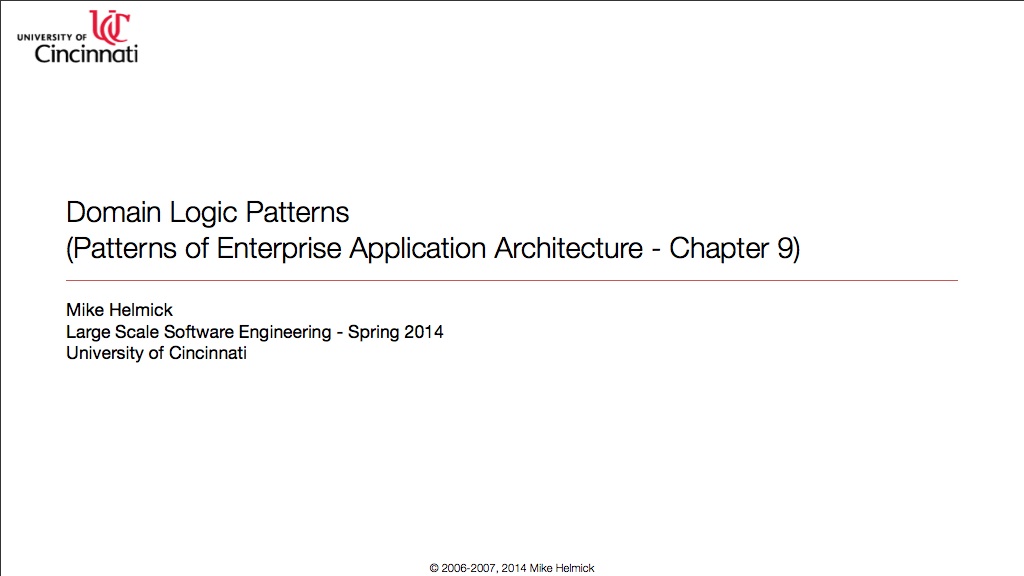 UNIVERSITY OF
Cincinnati
Domain Logic Patterns
(Patterns of Enterprise Application Architecture - Chapter 9)
Mike Helmick
Large Scale Software Engineering - Spring 2014
University of Cincinnati
© 2006-2007, 2014 Mike Helmick